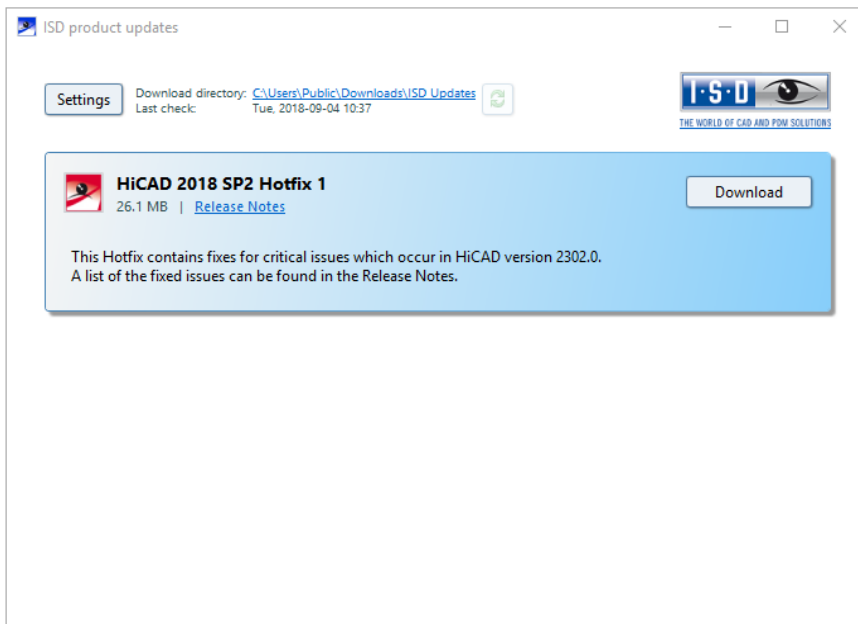 ISD product updates
Settings
Download directory: C:\Users\Public\Downloads\ISD Updates
Last check: Tue, 2018-09-04 10:37
I·S·D
THE WORLD OF CAD AND PDM SOLUTIONS
HiCAD 2018 SP2 Hotfix 1
26.1 MB | Release Notes
Download
This Hotfix contains fixes for critical issues which occur in HiCAD version 2302.0.
A list of the fixed issues can be found in the Release Notes.